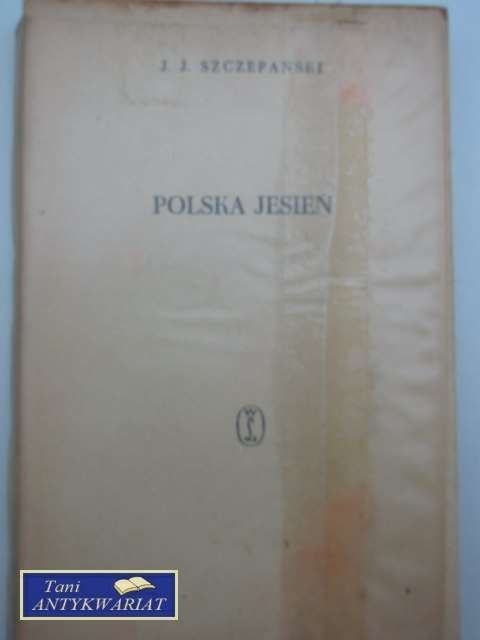 J. J. SZCZEPAŃSKI
POLSKA JESIEŃ
Tani
ANTYKWARIAT